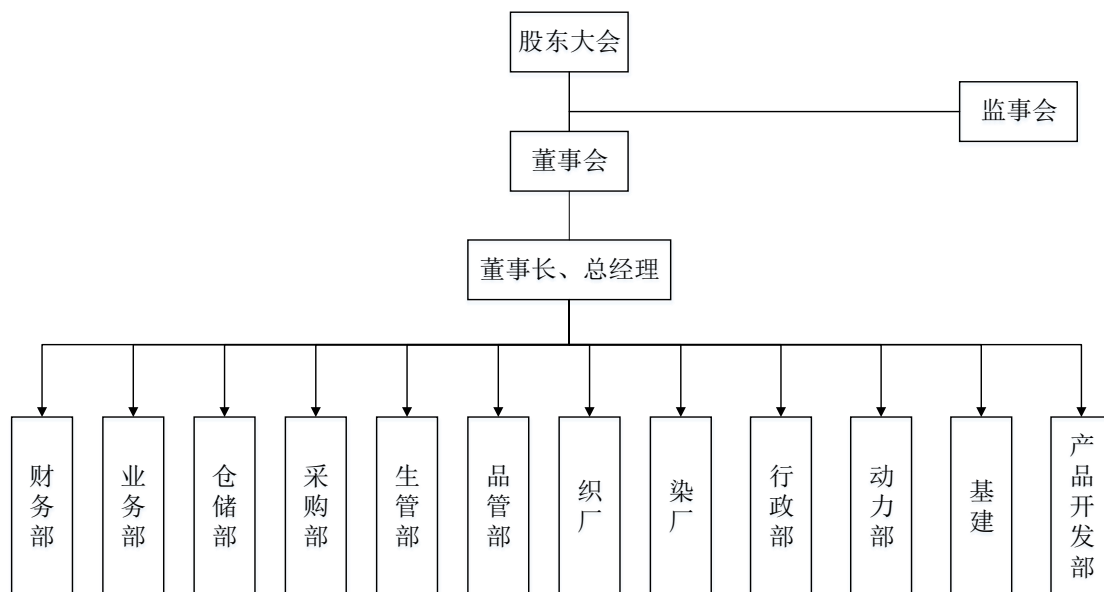 股东大会
监事会
董事会
董事长、总经理
财务部
业务部
仓储部
采购部
生管部
品管部
织厂
染厂
行政部
动力部
基建
产品开发部